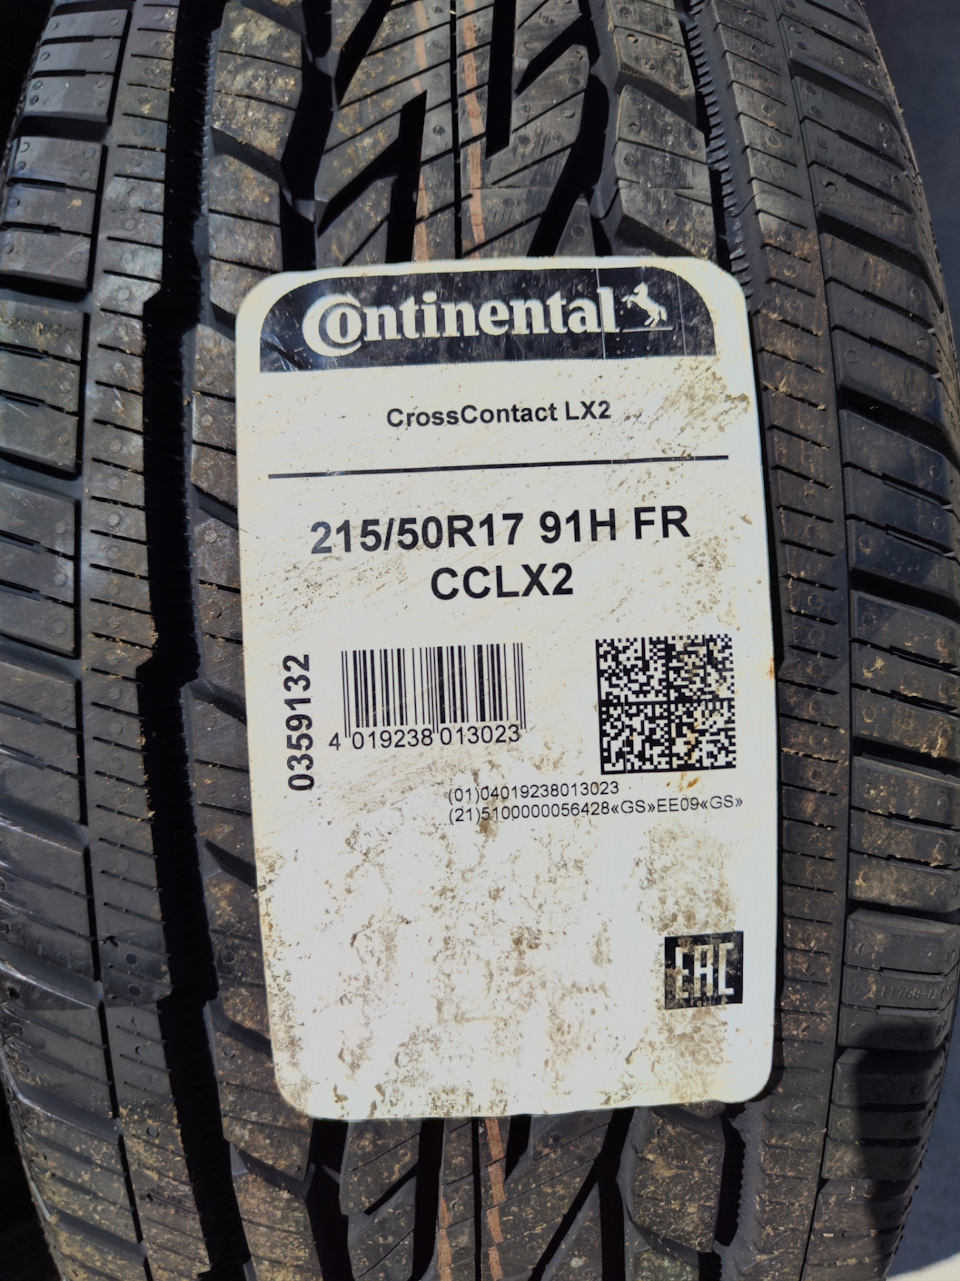 Continental
CrossContact LX2
215/50R17 91H FR
CCLX2
0359132
4 019238 013023
(01)04019238013023
(21)5100000056428«GS»EE09«GS»
EAC